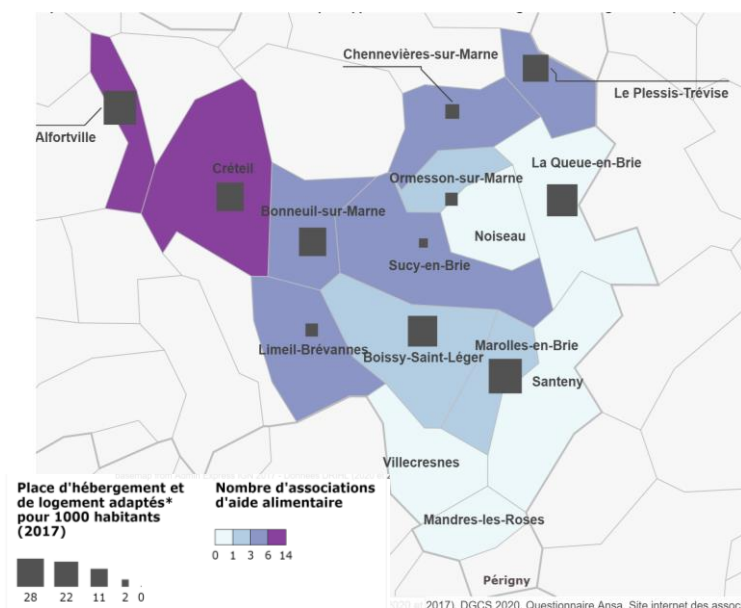 Chennevières-sur-Marne
Le Plessis-Trévise
Alfortville
La Queue-en-Brie
Créteil
Ormesson-sur-Marne
Bonneuil-sur-Marne
Noiseau
Sucy-en-Brie
Marolles-en-Brie
Limeil-Brévannes
Boissy-Saint-Léger
Santeny
Villecresnes
Mandres-les-Roses
Périgny
Place d'hébergement et
de logement adaptés*
pour 1000 habitants
(2017)
28 22 11 2 0
Nombre d'associations
d'aide alimentaire
0 1 3 6 14
2017), DGCS 2020, Questionnaire Ansa, Site internet des assoc